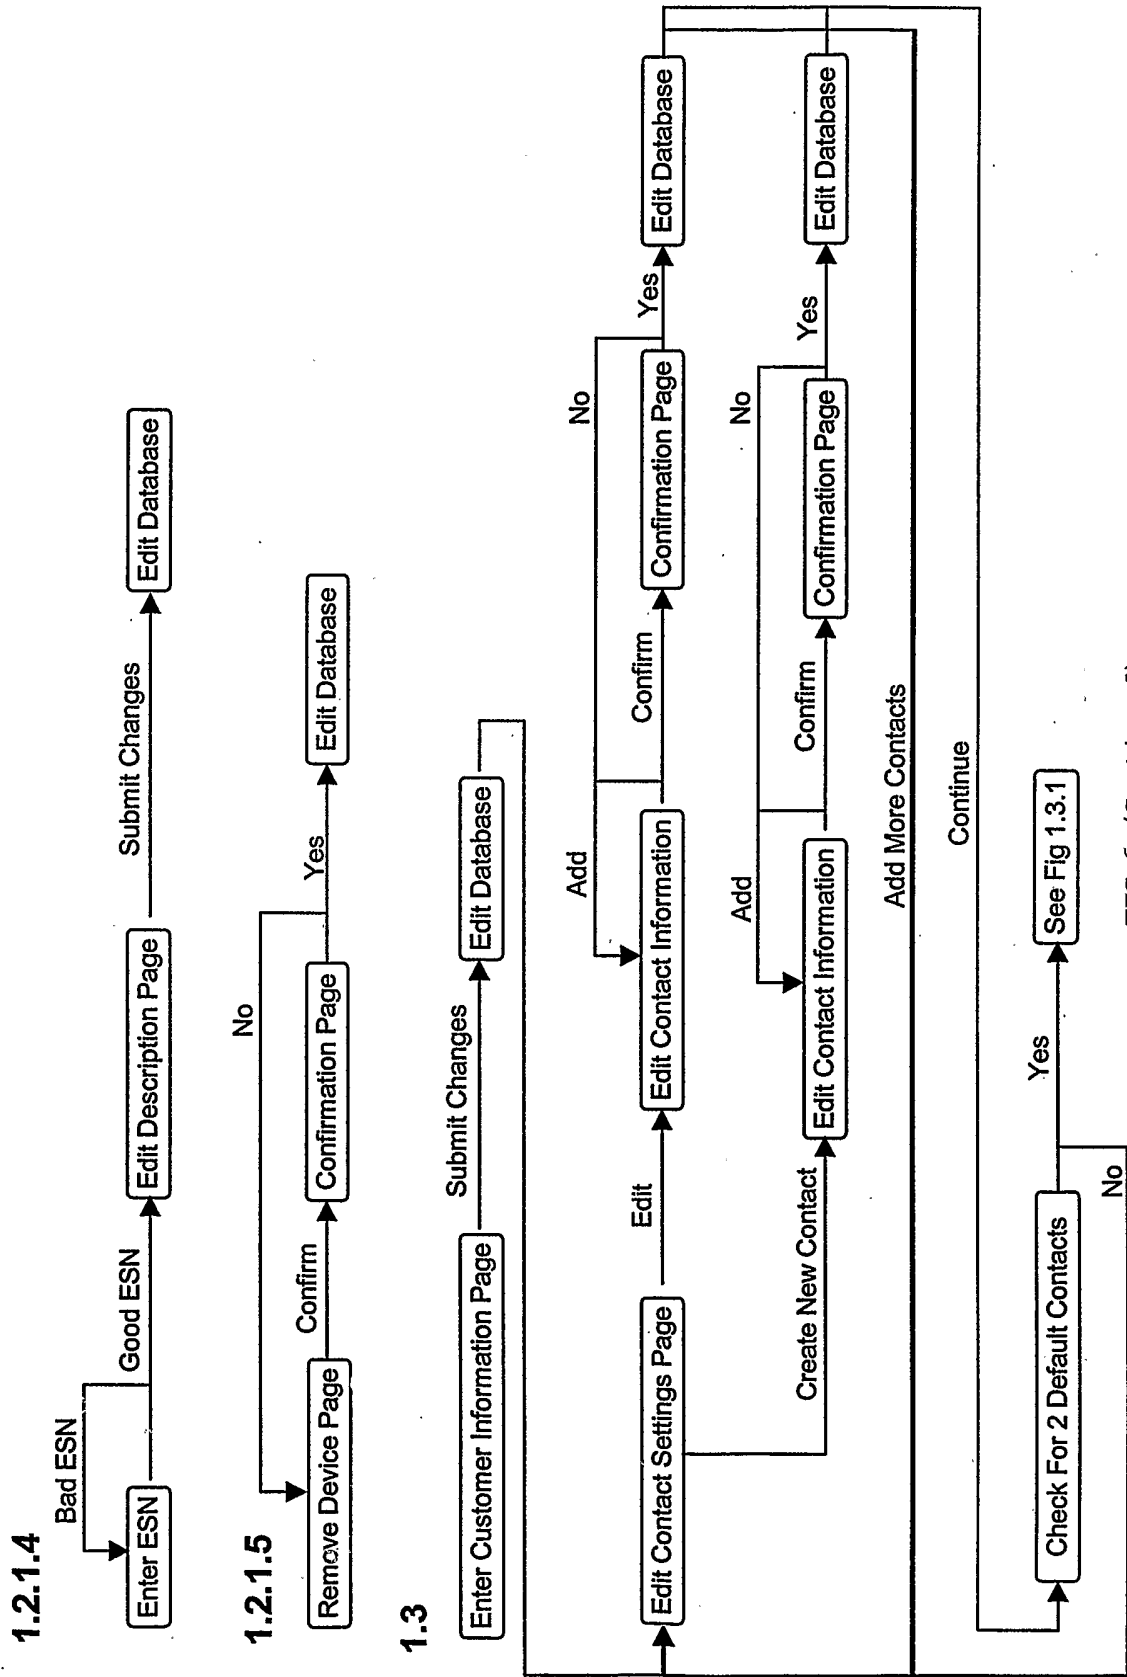 1.2.1.4
Bad ESN
Enter ESN
Good ESN
Edit Description Page
Submit Changes
Edit Database
1.2.1.5
No
Remove Device Page
Confirm
Confirmation Page
Yes
Edit Database
1.3
Enter Customer Information Page
Submit Changes
Edit Database
Add
No
Edit Contact Settings Page
Edit
Edit Contact Information
Confirm
Confirmation Page
Yes
Edit Database
Add
No
Create New Contact
Edit Contact Information
Confirm
Confirmation Page
Yes
Edit Database
Add More Contacts
Continue
Check For 2 Default Contacts
Yes
See Fig 1.3.1
No